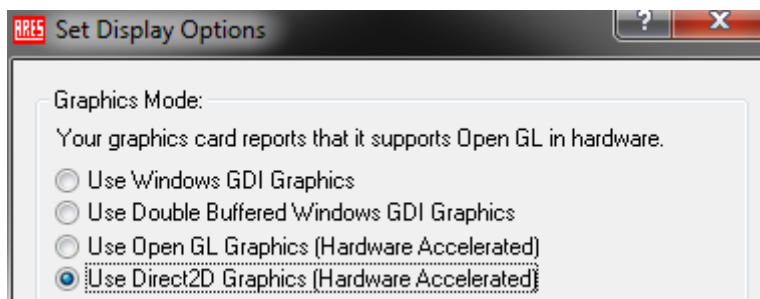 ARES Set Display Options ?
Graphics Mode:
Your graphics card reports that it supports Open GL in hardware.
Use Windows GDI Graphics
Use Double Buffered Windows GDI Graphics
Use Open GL Graphics (Hardware Accelerated)
Use Direct2D Graphics (Hardware Accelerated)